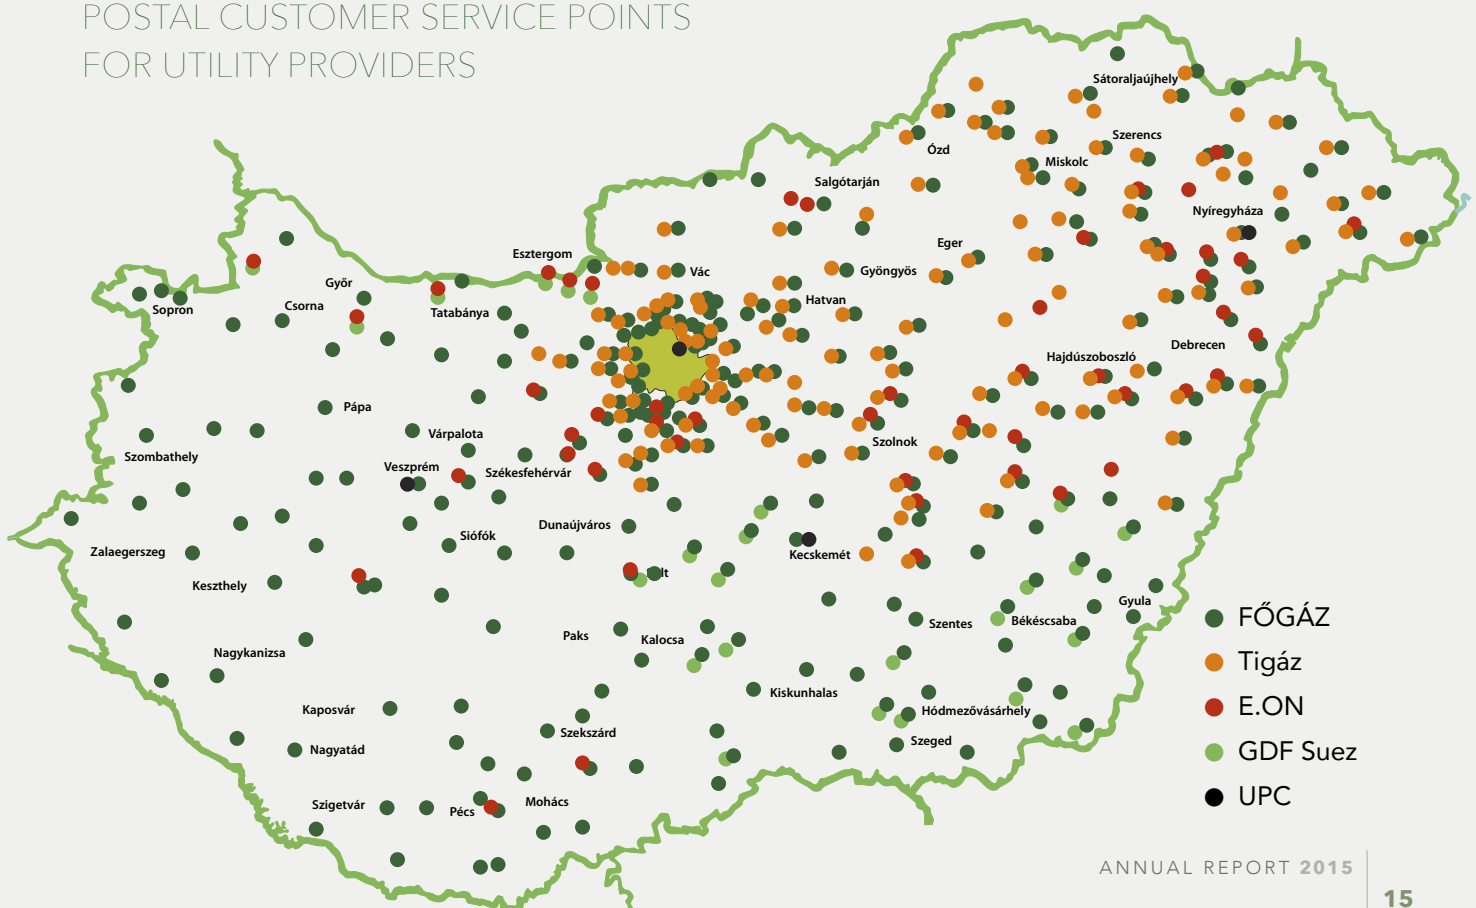 POSTAL CUSTOMER SERVICE POINTS
FOR UTILITY PROVIDERS
Sátoraljaújhely
Szerencs
Ózd
Miskolc
Salgótarján
Nyíregyháza
Eger
Esztergom
Vác
Gyöngyös
Győr
Sopron
Csorna
Tatabánya
Hatvan
Debrecen
Hajdúszoboszló
Pápa
Várpalota
Szolnok
Szombathely
Veszprém
Székesfehérvár
Dunaújváros
Siófók
Zalaegerszeg
Kecskemét
Keszthely
Gyula
FŐGÁZ
Békéscsaba
Szentes
Paks
Kalocsa
Nagykanizsa
Tigáz
Kiskunhalas
Kaposvár
Hódmezővásárhely
E.ON
Szekszárd
Szeged
Nagyatád
GDF Suez
UPC
Szigetvár
Mohács
Pécs
ANNUAL REPORT 2015
15